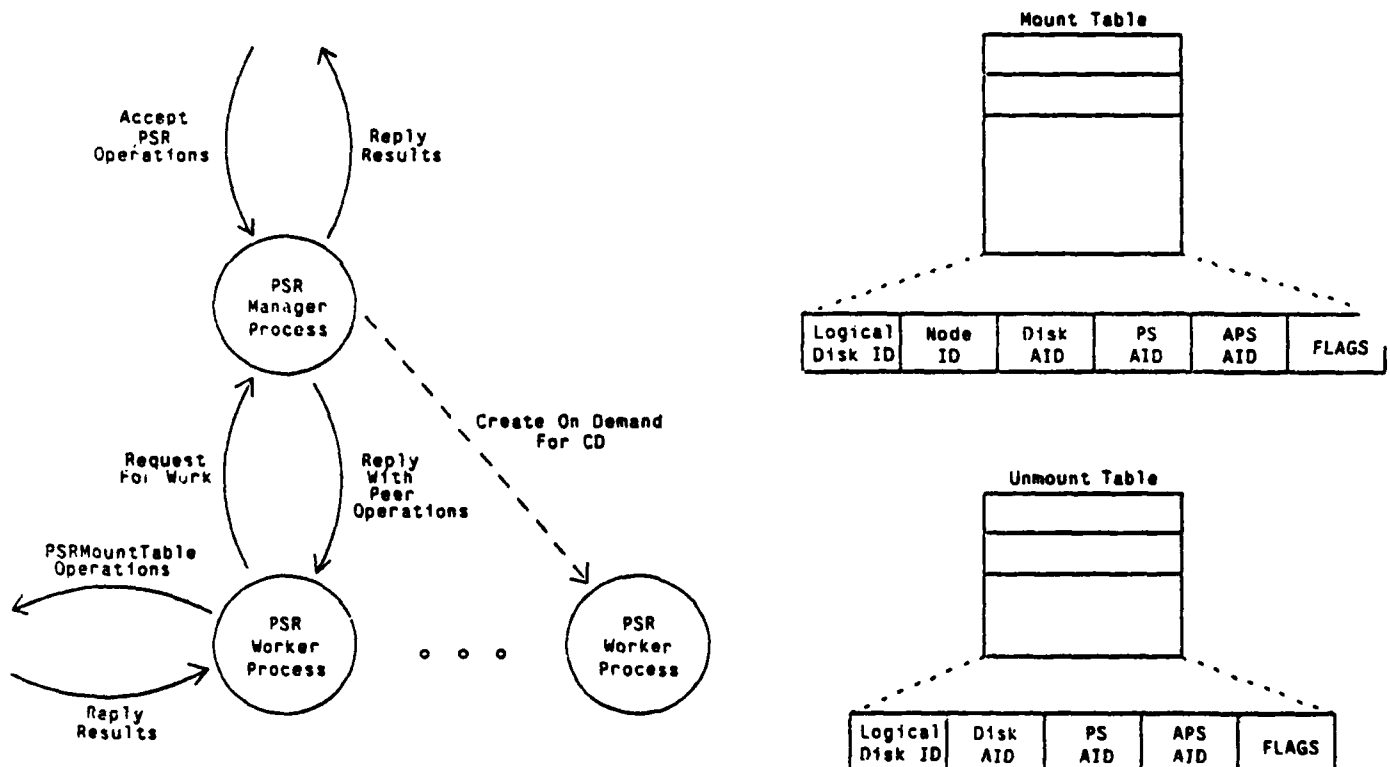 Accept
PSR
Operations
Reply
Results
PSR
Manager
Process
Create On Demand
For CD
Request
For Work
Reply
With
Peer
Operations
PSRMountTable
Operations
PSR
Worker
Process
PSR
Worker
Process
Reply
Results
Mount Table
Logical
Disk ID
Node
ID
Disk
AID
PS
AID
APS
AID
FLAGS
Unmount Table
Logical
Disk ID
Disk
AID
PS
AID
APS
AID
FLAGS